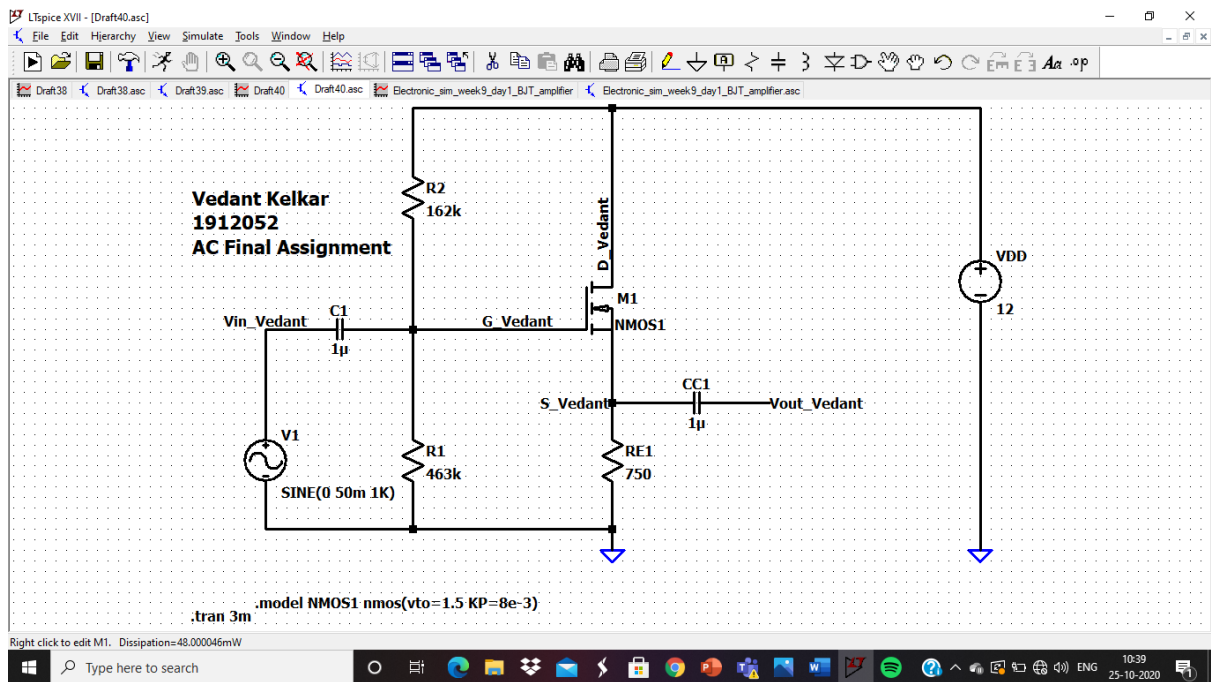 LTspice XVII - [Draft40.asc]
File Edit Hierarchy View Simulate Tools Window Help
Draft38 Draft38.asc Draft39.asc Draft40 Draft40.asc Electronic_sim_week9_day1_BJT_amplifier Electronic_sim_week9_day1_BJT_amplifier.asc
Vedant Kelkar
1912052
AC Final Assignment
R2
162k
D_Vedant
VDD
12
M1
NMOS1
Vin_Vedant
C1
1µ
G_Vedant
S_Vedant
CC1
1µ
Vout_Vedant
V1
SINE(0 50m 1K)
R1
463k
RE1
750
.model NMOS1 nmos(vto=1.5 KP=8e-3)
.tran 3m
Right click to edit M1. Dissipation=48.000046mW
Type here to search
ENG
10:39
25-10-2020